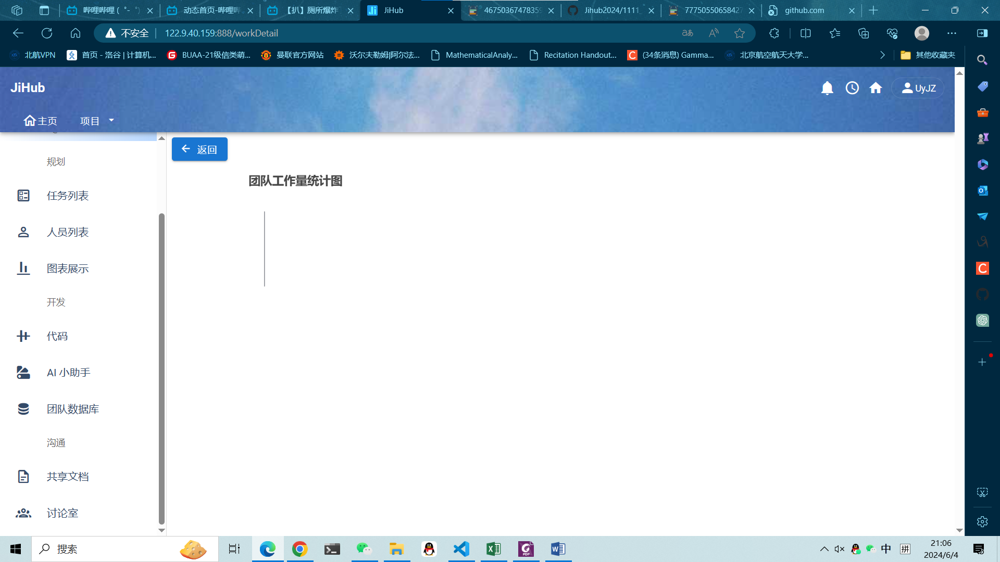 哔哩哔哩 ( ゜- ゜)
动态首页-哔哩哔
【扒】厕所爆炸
JiHub
46750367478359
Jihub2024/1111_
77750550658427
github.com
不安全
122.9.40.159:888/workDetail
北航VPN
首页 - 洛谷 | 计算机...
BUAA-21级信类萌...
曼联官方网站
沃尔夫勒姆|阿尔法...
MathematicalAnaly...
Recitation Handout...
(34条消息) Gamma...
北京航空航天大学...
其他收藏夹
JiHub
UyJZ
主页
项目
返回
规划
团队工作量统计图
任务列表
人员列表
图表展示
开发
代码
AI 小助手
团队数据库
沟通
共享文档
讨论室
搜索
中
拼
21:06
2024/6/4